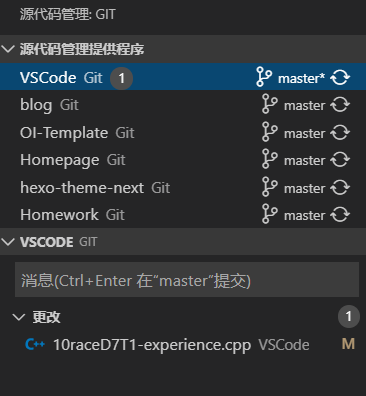 源代码管理: GIT
源代码管理提供程序
VSCode Git 1 master*
blog Git master
OI-Template Git master
Homepage Git master
hexo-theme-next Git master
Homework Git master
VSCODE GIT
消息(Ctrl+Enter 在“master”提交)
更改 1
C++ 10raceD7T1-experience.cpp VSCode M